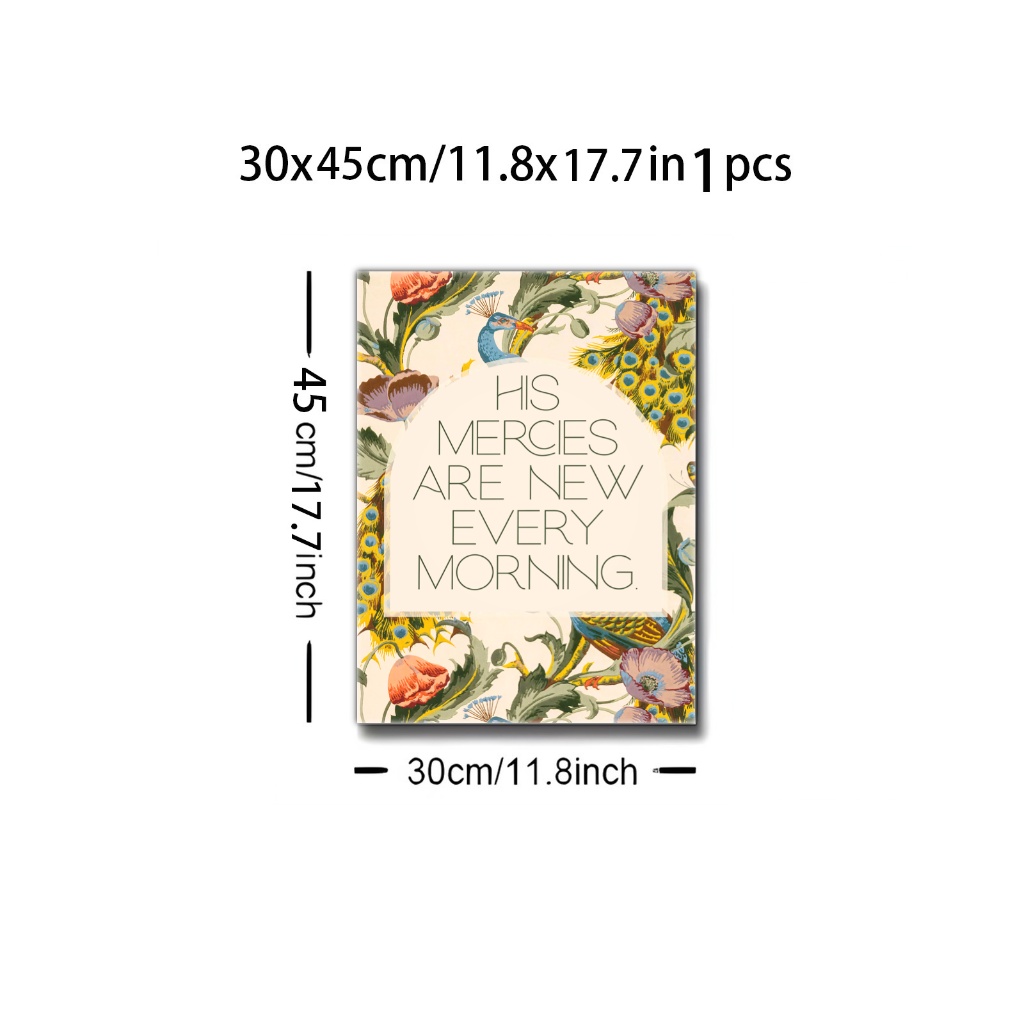 30x45cm/11.8x17.7in 1 pcs
45 cm/17.7inch
HIS
MERCIES
ARE NEW
EVERY
MORNING.
30cm/11.8inch